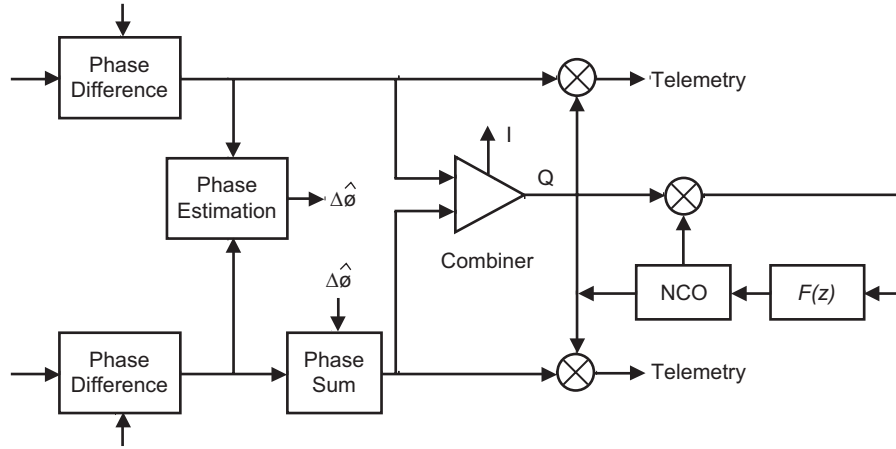 Phase
Difference
Telemetry
I
Phase
Estimation
Δø̂
Q
Combiner
Δø̂
NCO
F(z)
Phase
Difference
Phase
Sum
Telemetry